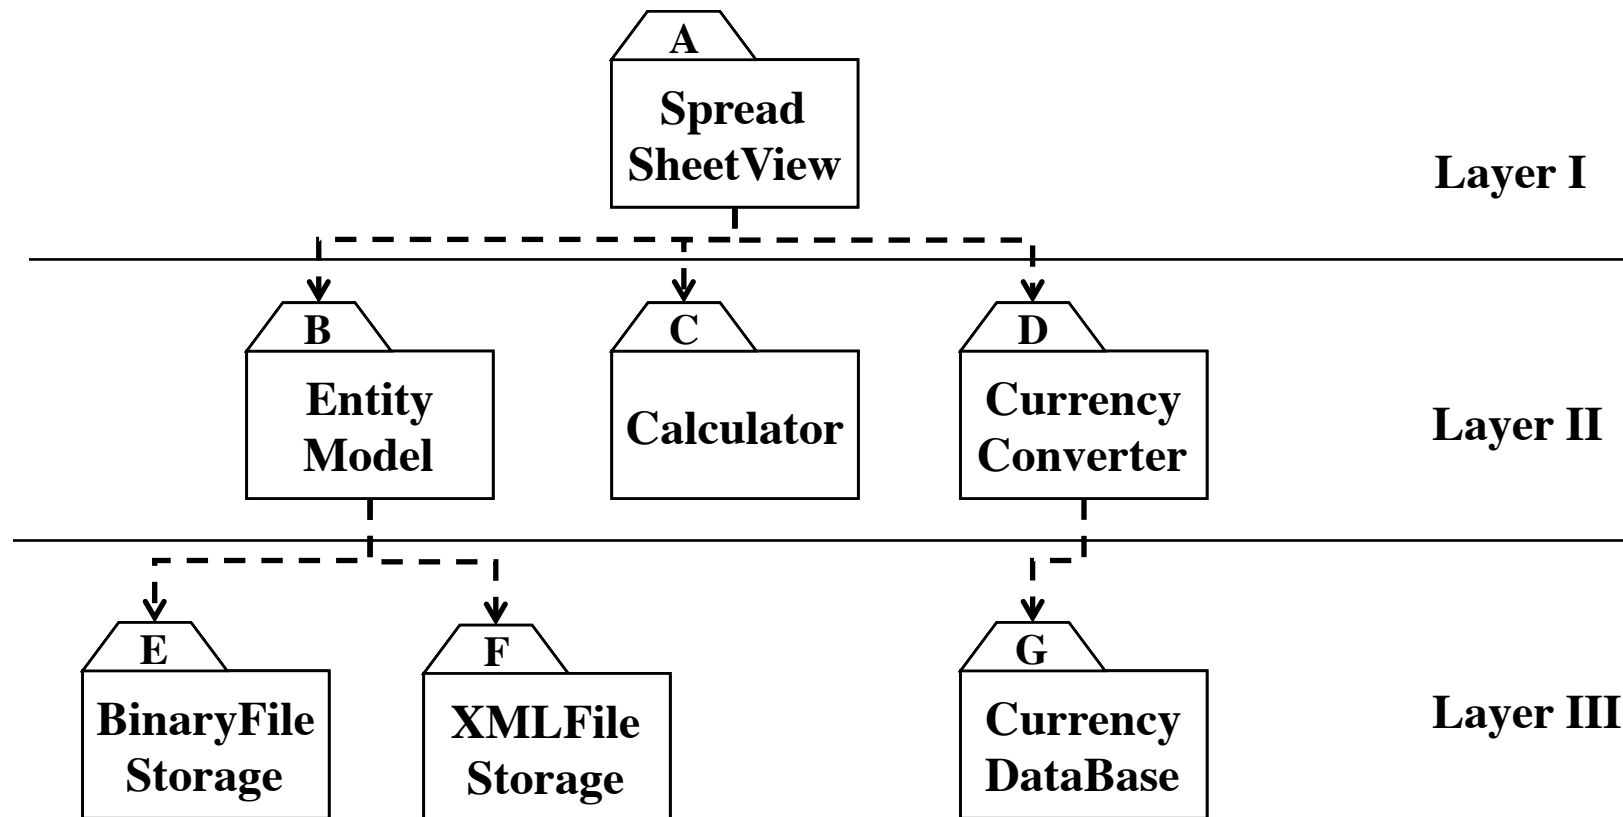 A
Spread
SheetView
Layer I
B
C
D
Entity
Model
Calculator
Currency
Converter
Layer II
E
F
G
BinaryFile
Storage
XMLFile
Storage
Currency
DataBase
Layer III